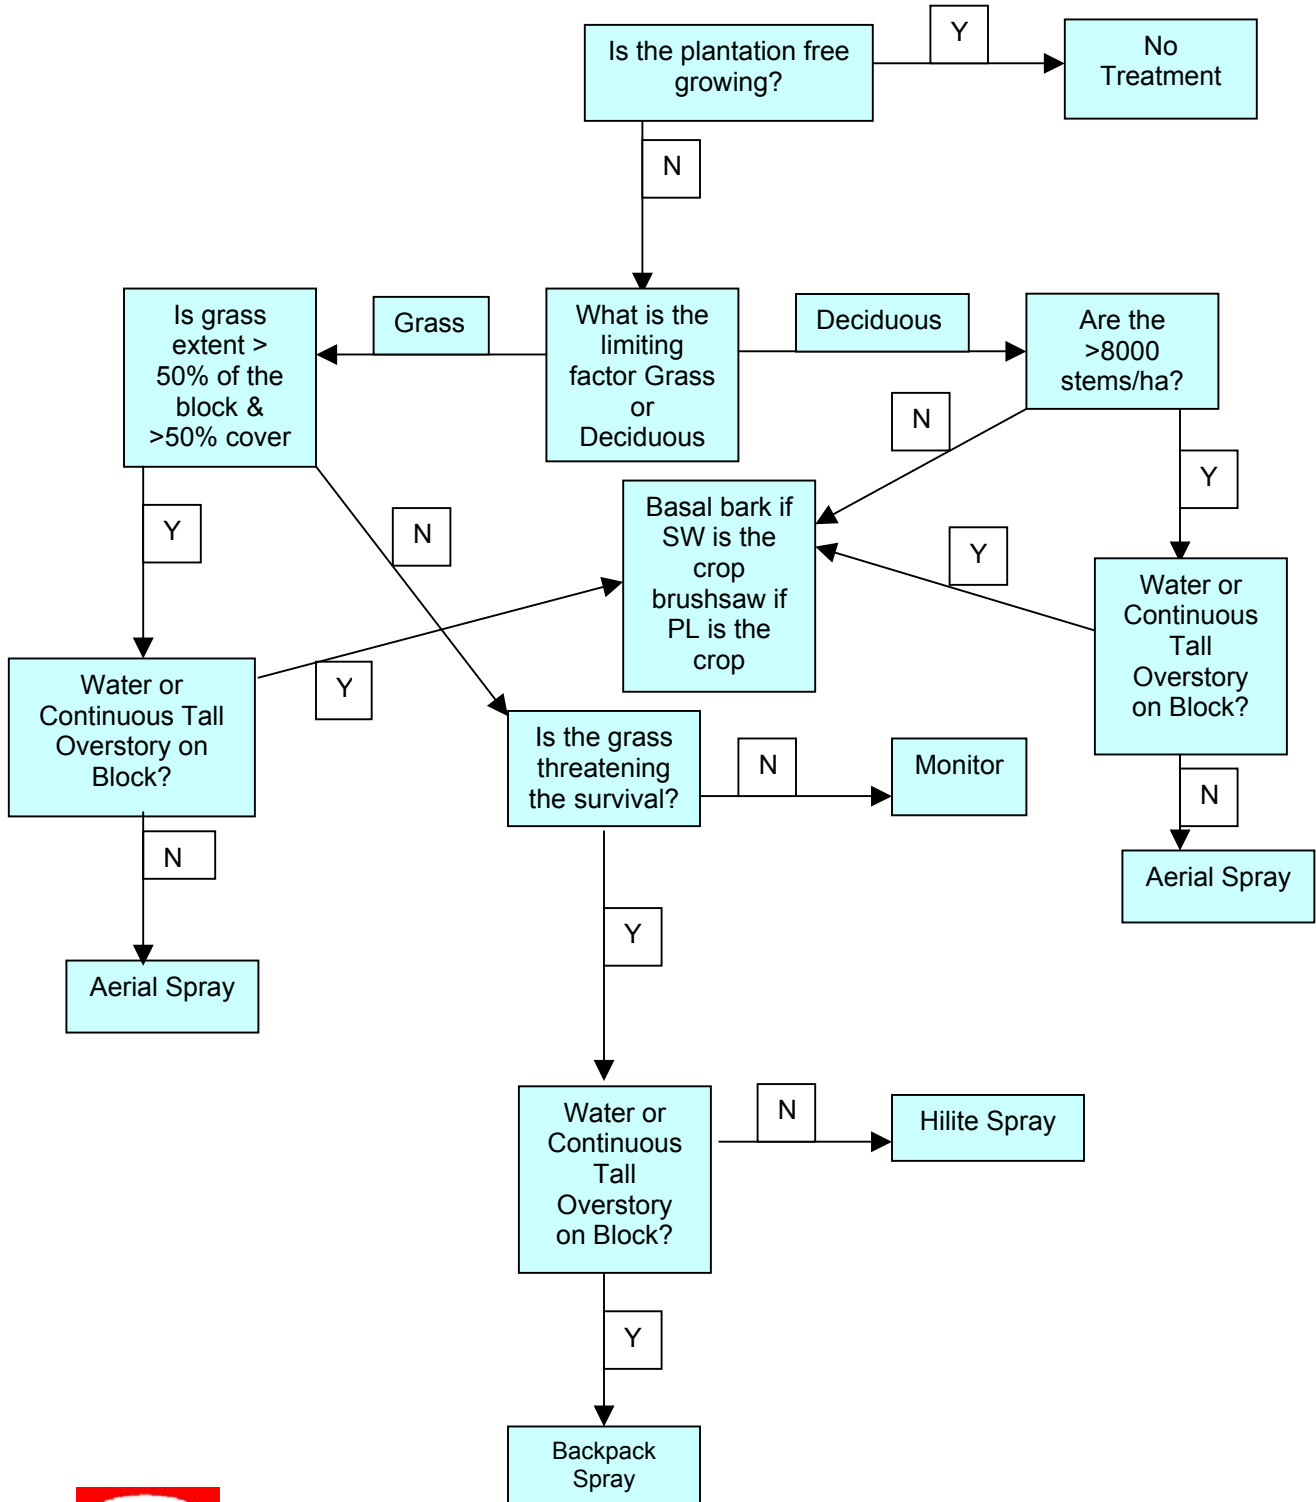 Is the plantation free
growing?
Y
No
Treatment
N
Is grass
extent >
50% of the
block &
>50% cover
Grass
What is the
limiting
factor Grass
or
Deciduous
Deciduous
Are the
>8000
stems/ha?
N
Y
Y
N
Basal bark if
SW is the
crop
brushsaw if
PL is the
crop
Y
Water or
Continuous
Tall
Overstory
on Block?
Water or
Continuous Tall
Overstory on
Block?
Y
Is the grass
threatening
the survival?
N
Monitor
N
Aerial Spray
N
Aerial Spray
Y
Water or
Continuous
Tall
Overstory
on Block?
N
Hilite Spray
Y
Backpack
Spray